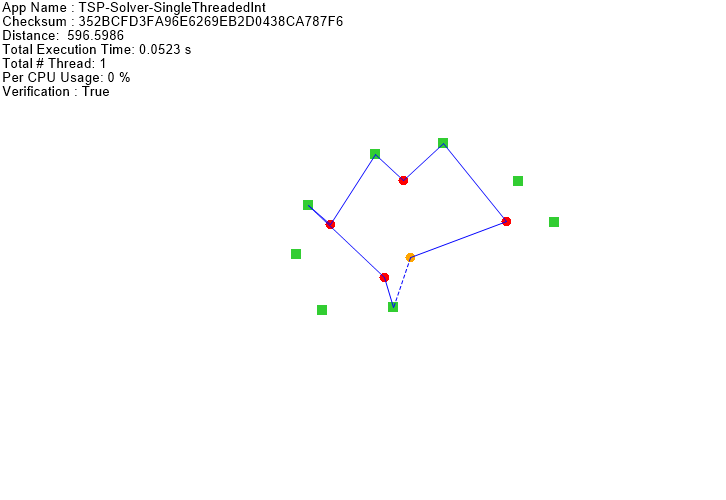 App Name : TSP-Solver-SingleThreadedInt
Checksum : 352BCFD3FA96E6269EB2D0438CA787F6
Distance:  596.5986
Total Execution Time: 0.0523 s
Total # Thread: 1
Per CPU Usage: 0 %
Verification : True